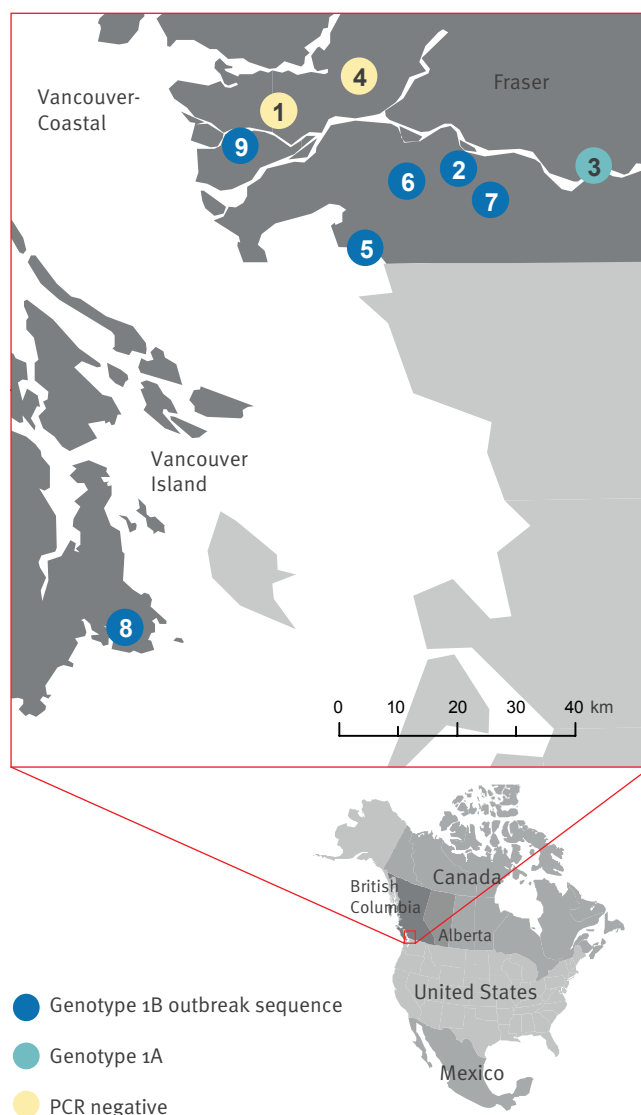 Vancouver-
Coastal
Fraser
4
1
9
3
2
6
7
5
Vancouver
Island
8
0 10 20 30 40 km
Canada
British
Columbia
Alberta
United States
Mexico
Genotype 1B outbreak sequence
Genotype 1A
PCR negative